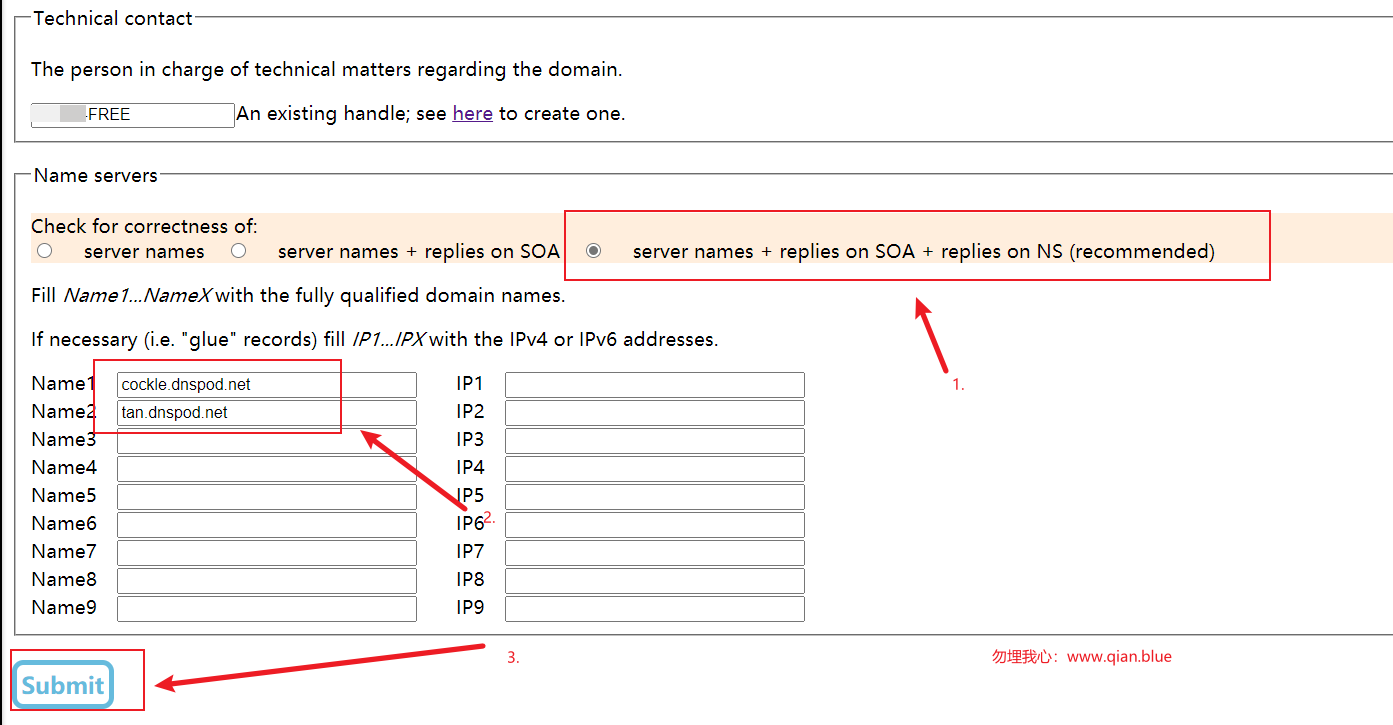 Technical contact
The person in charge of technical matters regarding the domain.
-FREE An existing handle; see here to create one.
Name servers
Check for correctness of:
server names server names + replies on SOA server names + replies on SOA + replies on NS (recommended)
Fill Name1...NameX with the fully qualified domain names.
If necessary (i.e. "glue" records) fill IP1...IPX with the IPv4 or IPv6 addresses.
Name1 cockle.dnspod.net IP1
1.
Name2 tan.dnspod.net IP2
Name3 IP3
Name4 IP4
Name5 IP5
Name6 IP6 2.
Name7 IP7
Name8 IP8
Name9 IP9
3.
勿埋我心：www.qian.blue
Submit